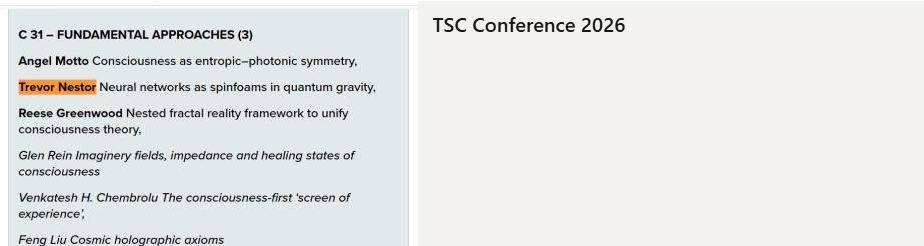 C 31 – FUNDAMENTAL APPROACHES (3)
Angel Motto Consciousness as entropic–photonic symmetry,
Trevor Nestor Neural networks as spinfoams in quantum gravity,
Reese Greenwood Nested fractal reality framework to unify
consciousness theory,
Glen Rein Imaginery fields, impedance and healing states of
consciousness
Venkatesh H. Chembrolu The consciousness-first ‘screen of
experience’,
Feng Liu Cosmic holographic axioms
TSC Conference 2026